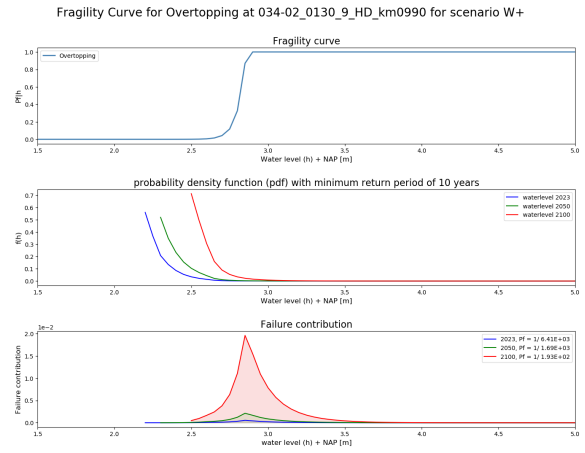 Fragility Curve for Overtopping at 034-02_0130_9_HD_km0990 for scenario W+
Fragility curve
Overtopping
Pf|h
1.0
0.8
0.6
0.4
0.2
0.0
1.5 2.0 2.5 3.0 3.5 4.0 4.5 5.0
Water level (h) + NAP [m]
probability density function (pdf) with minimum return period of 10 years
waterlevel 2023
waterlevel 2050
waterlevel 2100
f(h)
0.7
0.6
0.5
0.4
0.3
0.2
0.1
0.0
1.5 2.0 2.5 3.0 3.5 4.0 4.5 5.0
Water level (h) + NAP [m]
Failure contribution
1e-2
2023, Pf = 1/ 6.41E+03
2050, Pf = 1/ 1.69E+03
2100, Pf = 1/ 1.93E+02
Failure contribution
2.0
1.5
1.0
0.5
0.0
1.5 2.0 2.5 3.0 3.5 4.0 4.5 5.0
water level (h) + NAP [m]